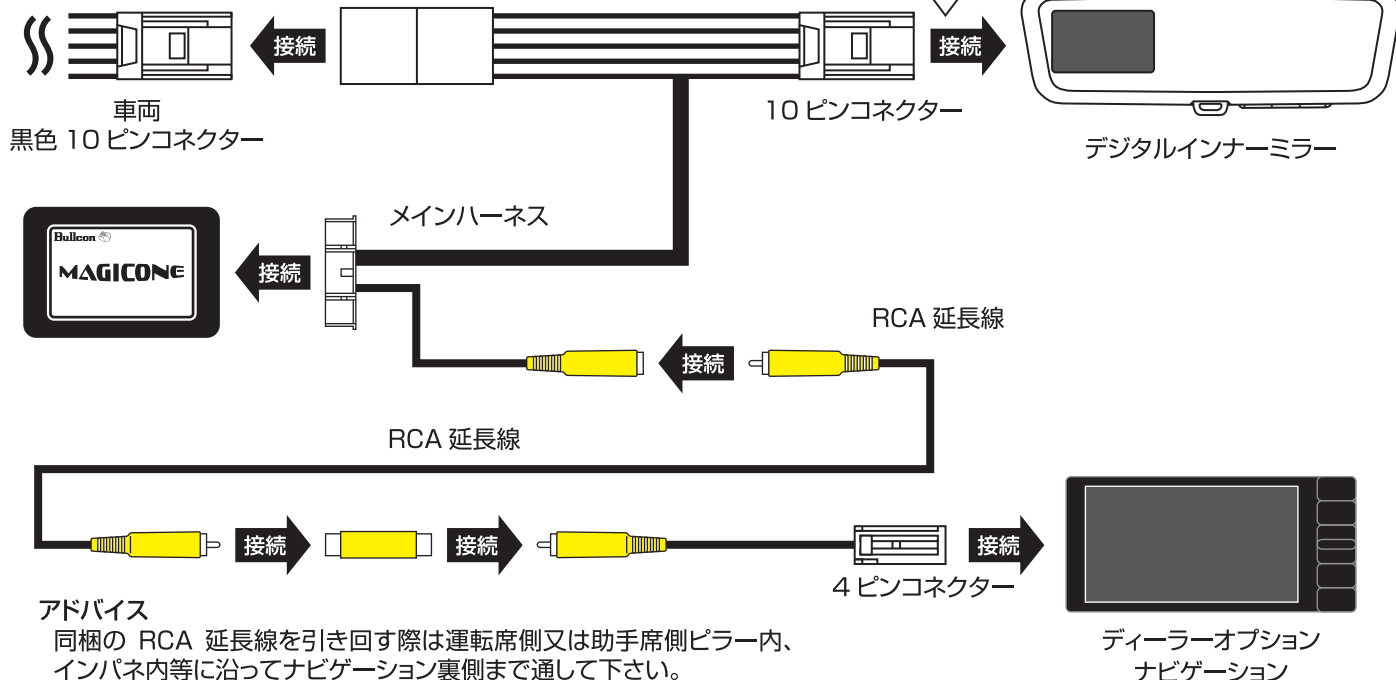 接続
接続
車両
黒色 10 ピンコネクター
10 ピンコネクター
デジタルインナーミラー
メインハーネス
Bullcon
MAGICONE
接続
RCA 延長線
接続
RCA 延長線
接続
接続
接続
4 ピンコネクター
アドバイス
同梱の RCA 延長線を引き回す際は運転席側又は助手席側ピラー内、
インパネ内等に沿ってナビゲーション裏側まで通して下さい。
ディーラーオプション
ナビゲーション